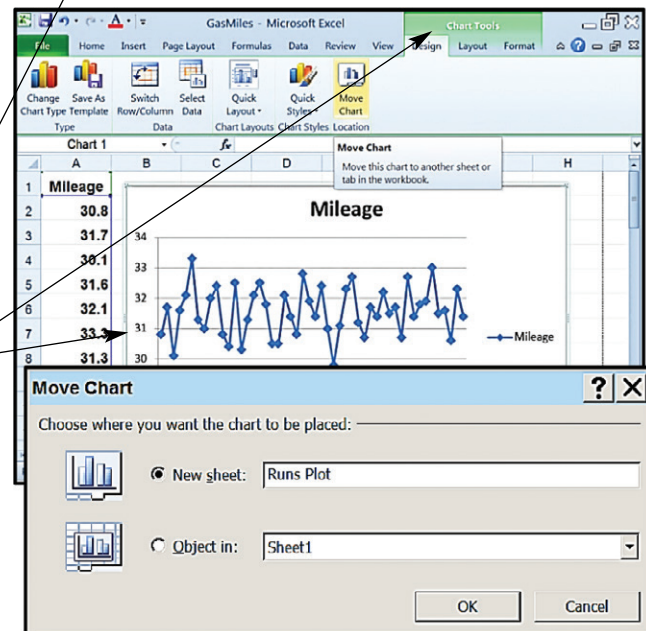 GasMiles - Microsoft Excel
Chart Tools
File Home Insert Page Layout Formulas Data Review View Design Layout Format
Change Chart Type
Save As Template
Switch Row/Column
Select Data
Quick Layout
Quick Styles
Move Chart
Type Data Chart Layouts Chart Styles Location
Chart 1 fx
Move Chart
Move this chart to another sheet or
tab in the workbook.
A B C D H
1 Mileage
2 30.8
3 31.7
4 30.1
5 31.6
6 32.1
7 33.3
8 31.3
Mileage
34
33
32
31
30
Mileage
Move Chart
Choose where you want the chart to be placed:
New sheet: Runs Plot
Object in: Sheet1
OK Cancel